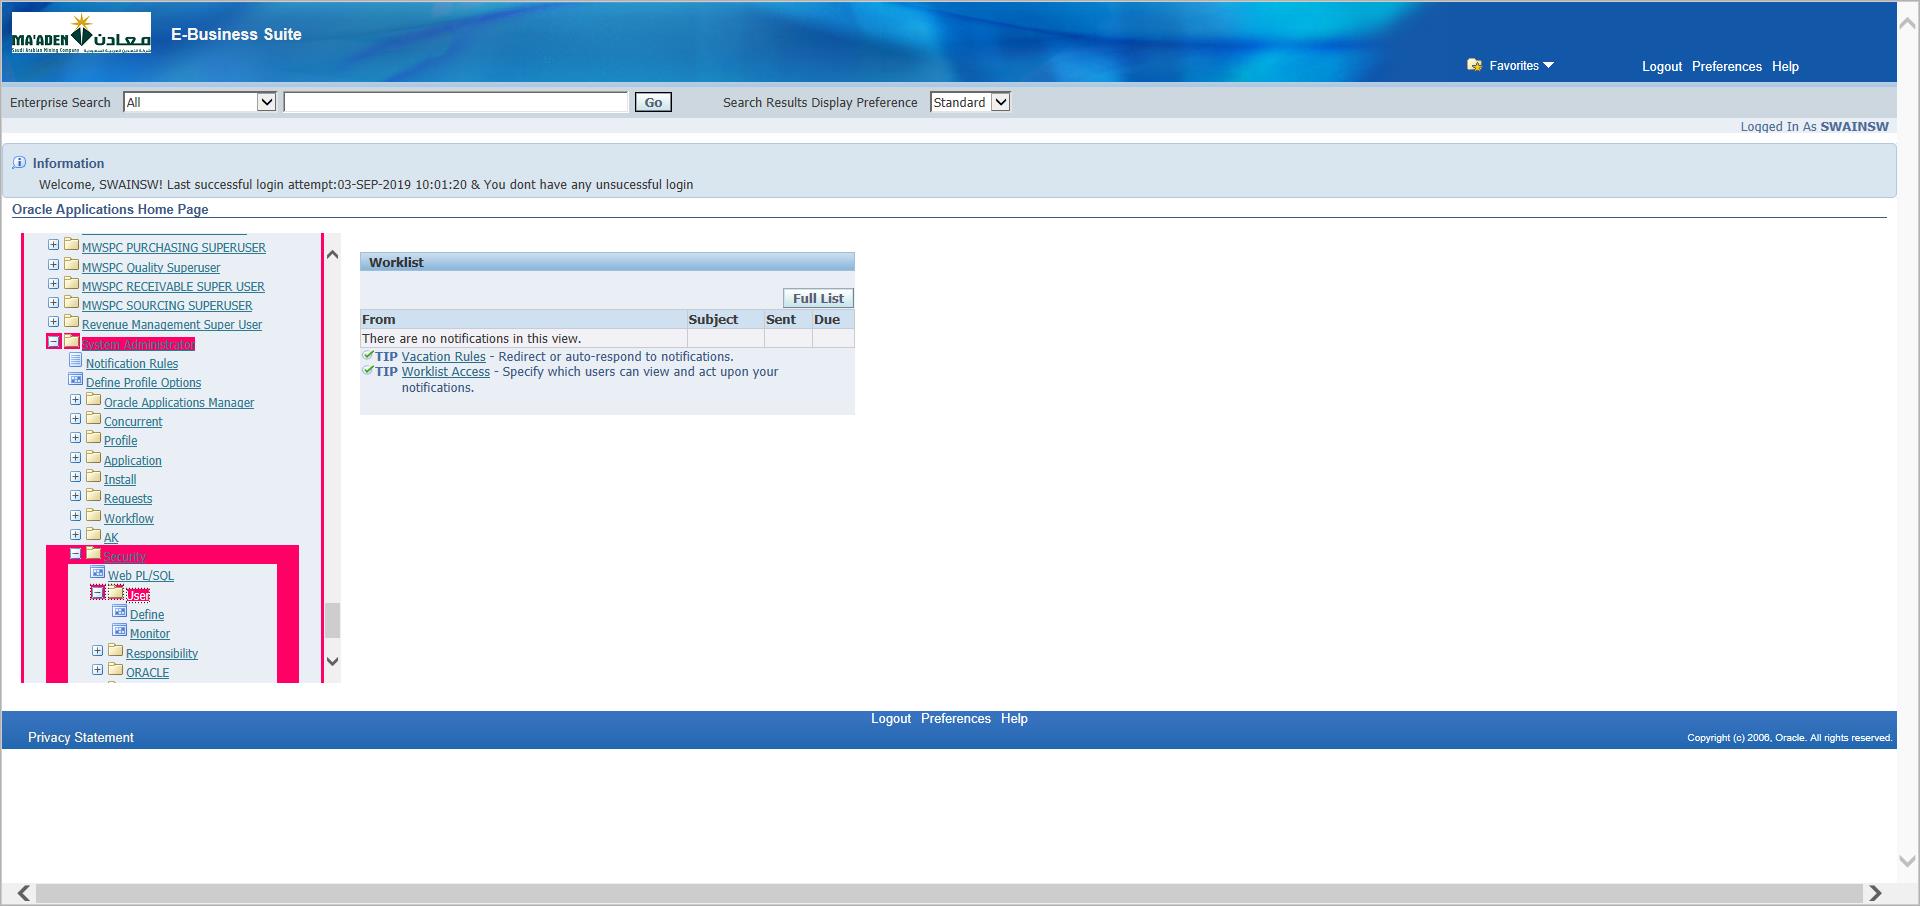 MA'ADEN معادن
Saudi Arabian Mining Company شركة التعدين العربية السعودية
E-Business Suite
Favorites
Logout Preferences Help
Enterprise Search All Go Search Results Display Preference Standard
Logged In As SWAINSW
Information
Welcome, SWAINSW! Last successful login attempt:03-SEP-2019 10:01:20 & You dont have any unsucessful login
Oracle Applications Home Page
MWSPC PURCHASING SUPERUSER
MWSPC Quality Superuser
MWSPC RECEIVABLE SUPER USER
MWSPC SOURCING SUPERUSER
Revenue Management Super User
System Administrator
Notification Rules
Define Profile Options
Oracle Applications Manager
Concurrent
Profile
Application
Install
Requests
Workflow
AK
Security
Web PL/SQL
User
Define
Monitor
Responsibility
ORACLE
Worklist
Full List
From Subject Sent Due
There are no notifications in this view.
TIP Vacation Rules - Redirect or auto-respond to notifications.
TIP Worklist Access - Specify which users can view and act upon your
notifications.
Logout Preferences Help
Privacy Statement
Copyright (c) 2006, Oracle. All rights reserved.